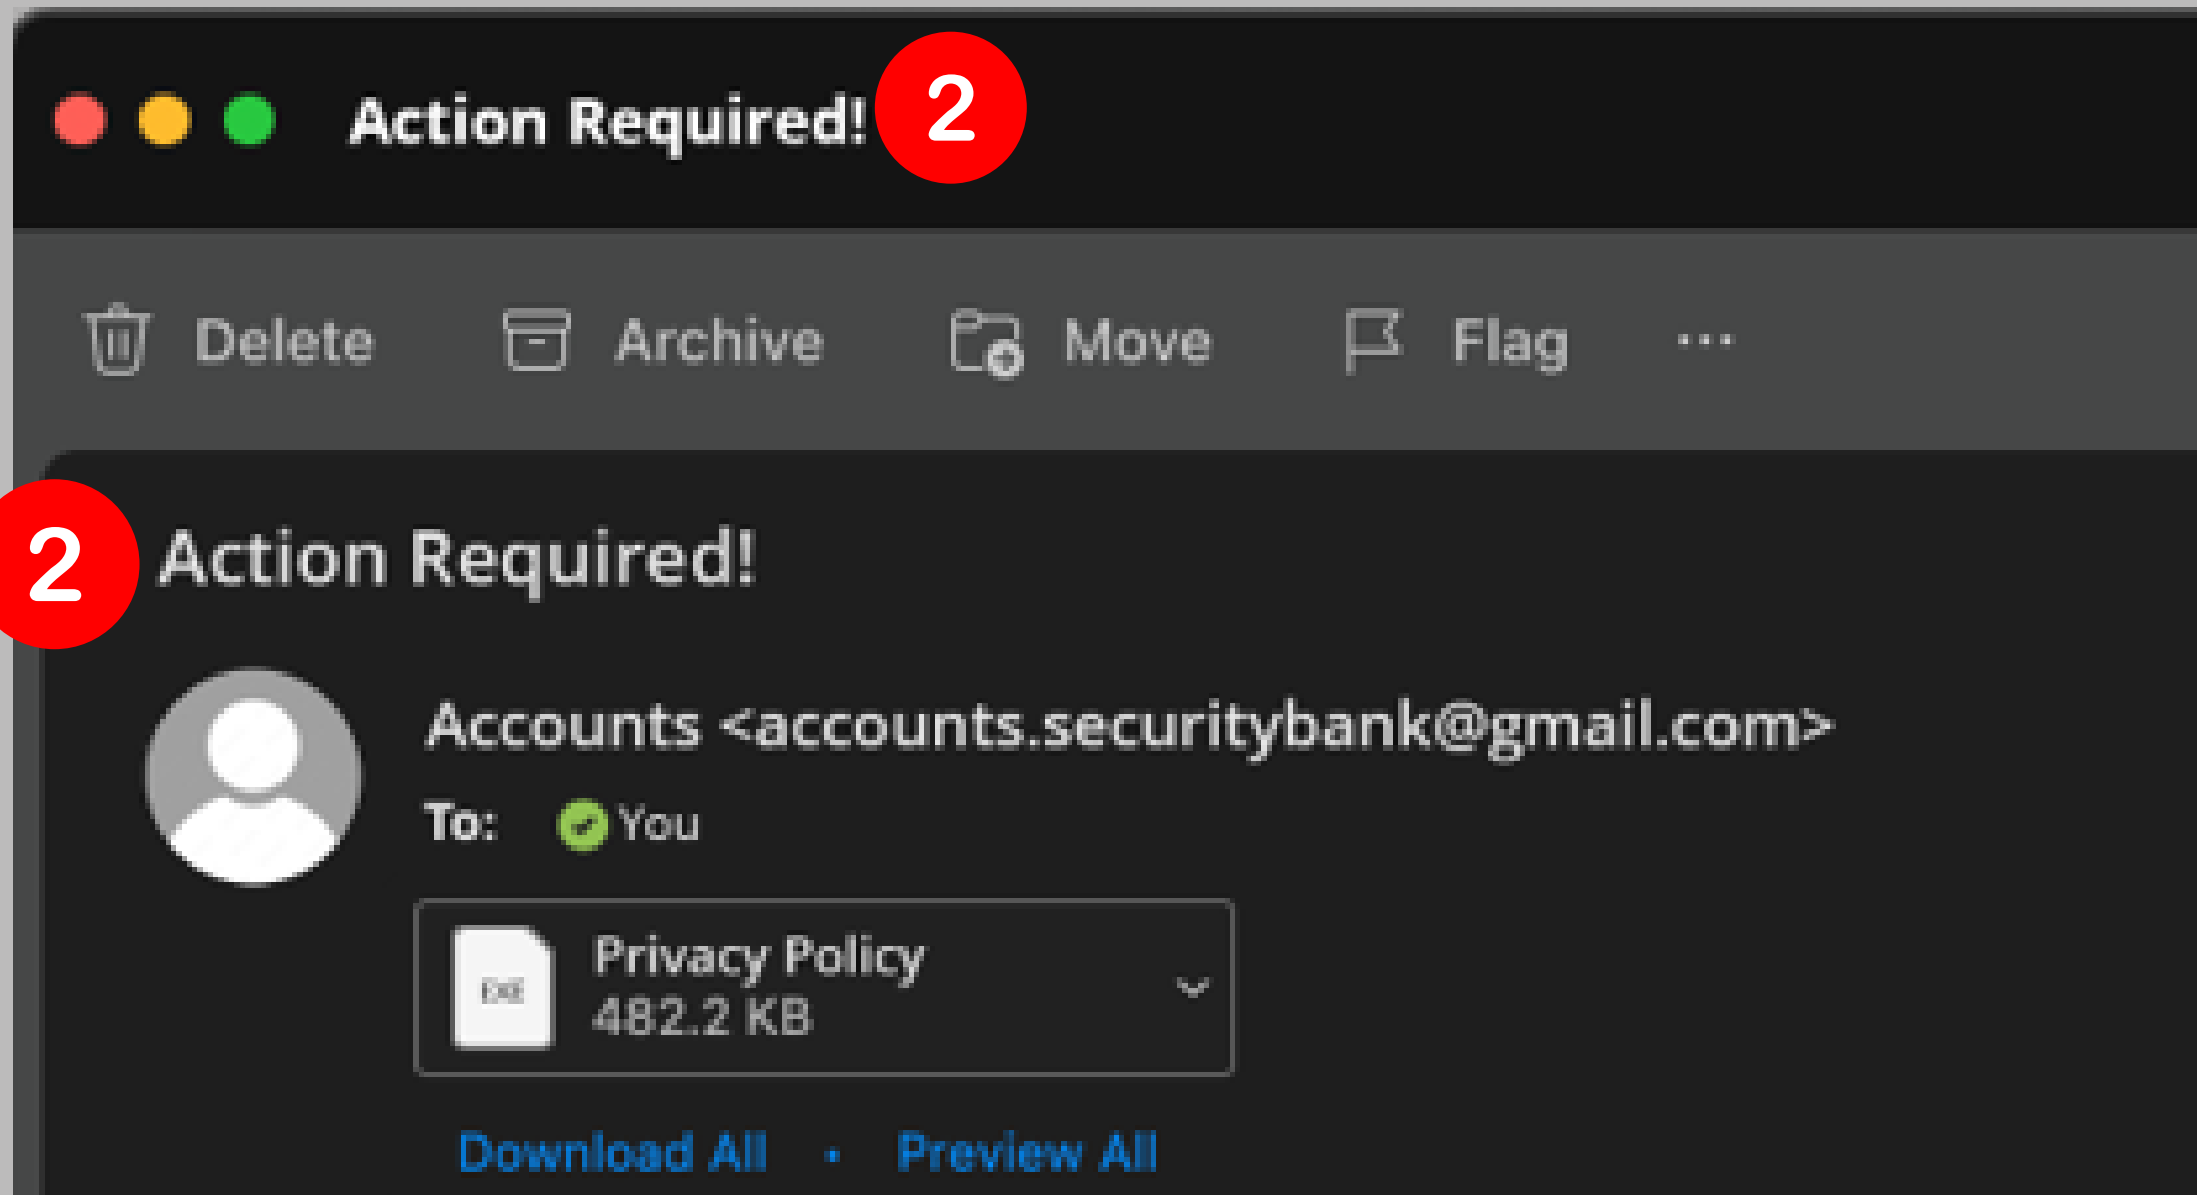 Action Required! 2
Delete Archive Move Flag ...
2 Action Required!
Accounts <accounts.securitybank@gmail.com>
To: You
EXE
Privacy Policy
482.2 KB
Download All · Preview All